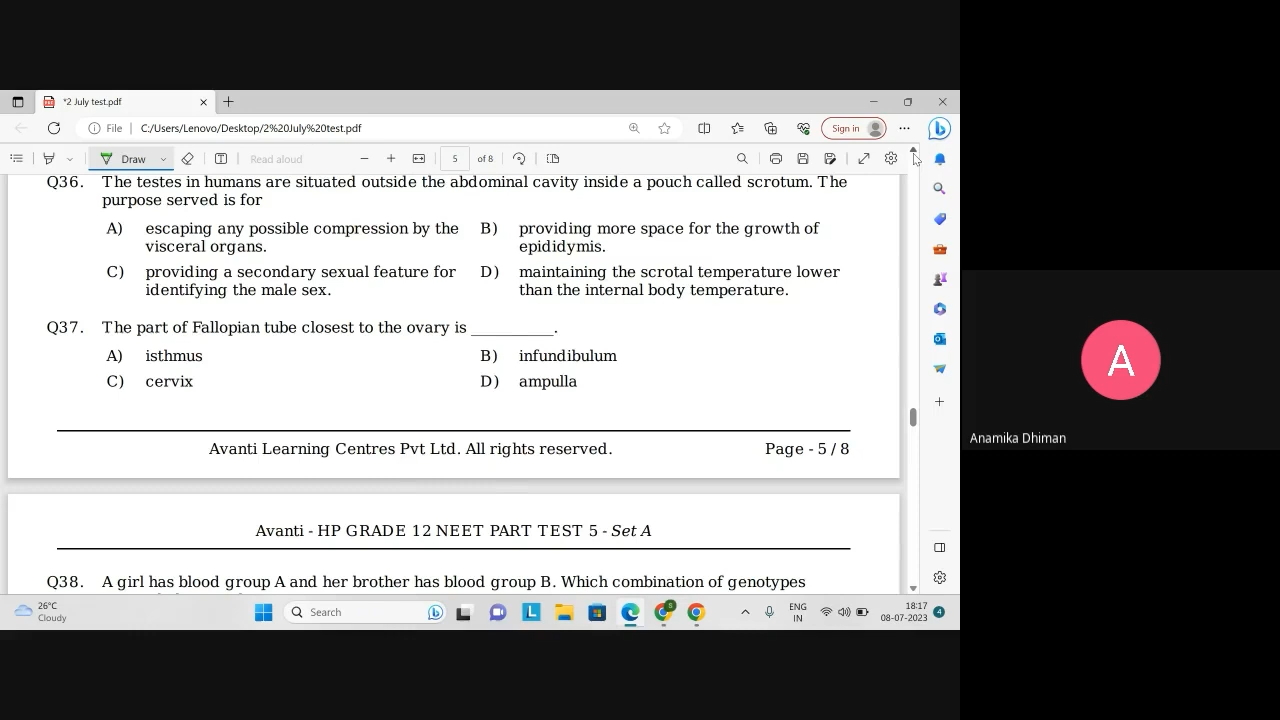 *2 July test.pdf
File | C:/Users/Lenovo/Desktop/2%20July%20test.pdf
Sign in
Draw
Read aloud
5 of 8
Q36. The testes in humans are situated outside the abdominal cavity inside a pouch called scrotum. The
purpose served is for
A) escaping any possible compression by the B) providing more space for the growth of
visceral organs. epididymis.
C) providing a secondary sexual feature for D) maintaining the scrotal temperature lower
identifying the male sex. than the internal body temperature.
Q37. The part of Fallopian tube closest to the ovary is ___________.
A) isthmus B) infundibulum
C) cervix D) ampulla
Avanti Learning Centres Pvt Ltd. All rights reserved. Page - 5 / 8
Avanti - HP GRADE 12 NEET PART TEST 5 - Set A
Q38. A girl has blood group A and her brother has blood group B. Which combination of genotypes
A
Anamika Dhiman
26°C
Cloudy
Search
L
ENG
IN
18:17
08-07-2023
4